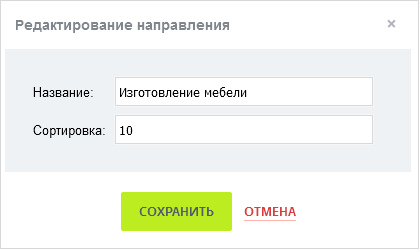 Редактирование направления ×
Название: Изготовление мебели
Сортировка: 10
СОХРАНИТЬ ОТМЕНА